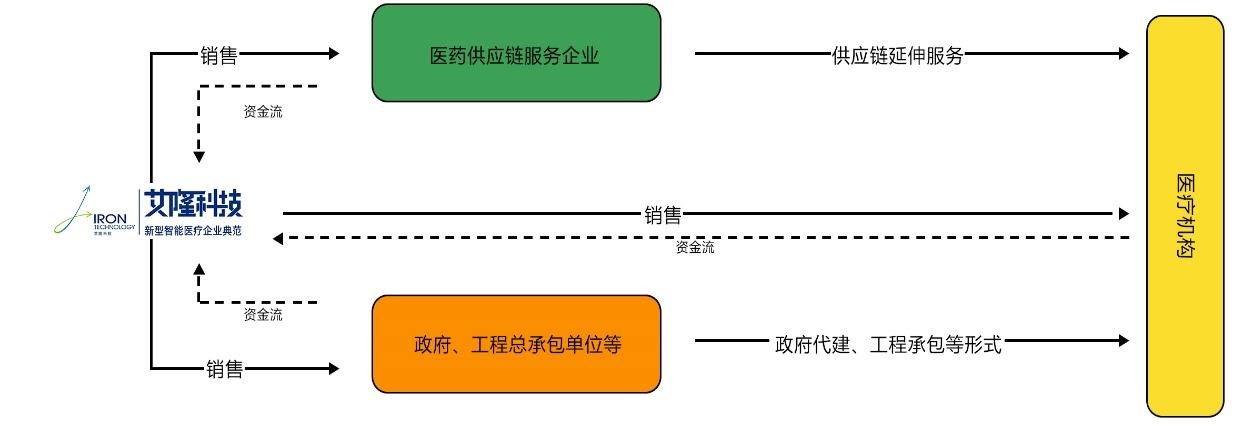 销售
医药供应链服务企业
供应链延伸服务
资金流
IRON
TECHNOLOGY
艾隆科技
新型智能医疗企业典范
销售
资金流
医疗机构
资金流
政府、工程总承包单位等
政府代建、工程承包等形式
销售